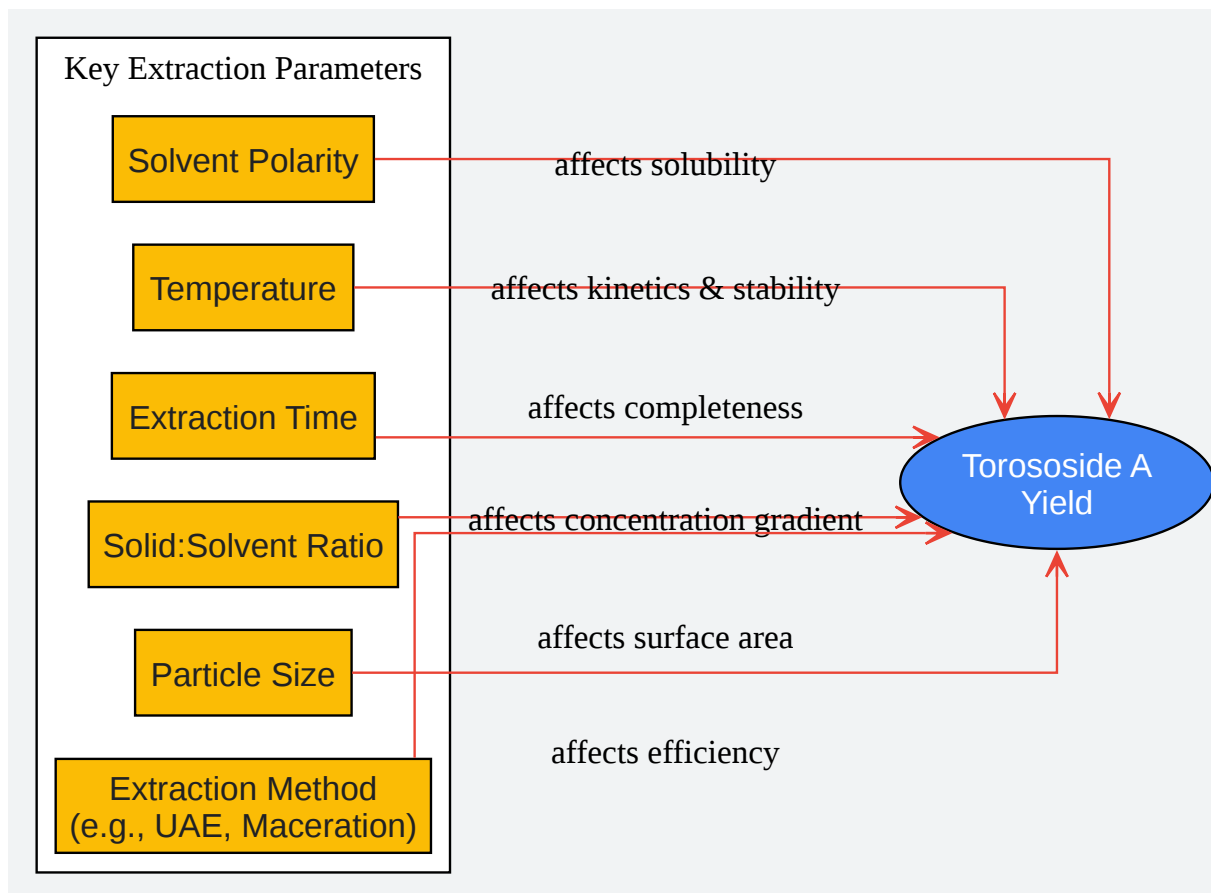 Key Extraction Parameters
Solvent Polarity
affects solubility
Temperature
affects kinetics & stability
Extraction Time
affects completeness
Torososide A
Yield
Solid:Solvent Ratio
affects concentration gradient
Particle Size
affects surface area
Extraction Method
(e.g., UAE, Maceration)
affects efficiency